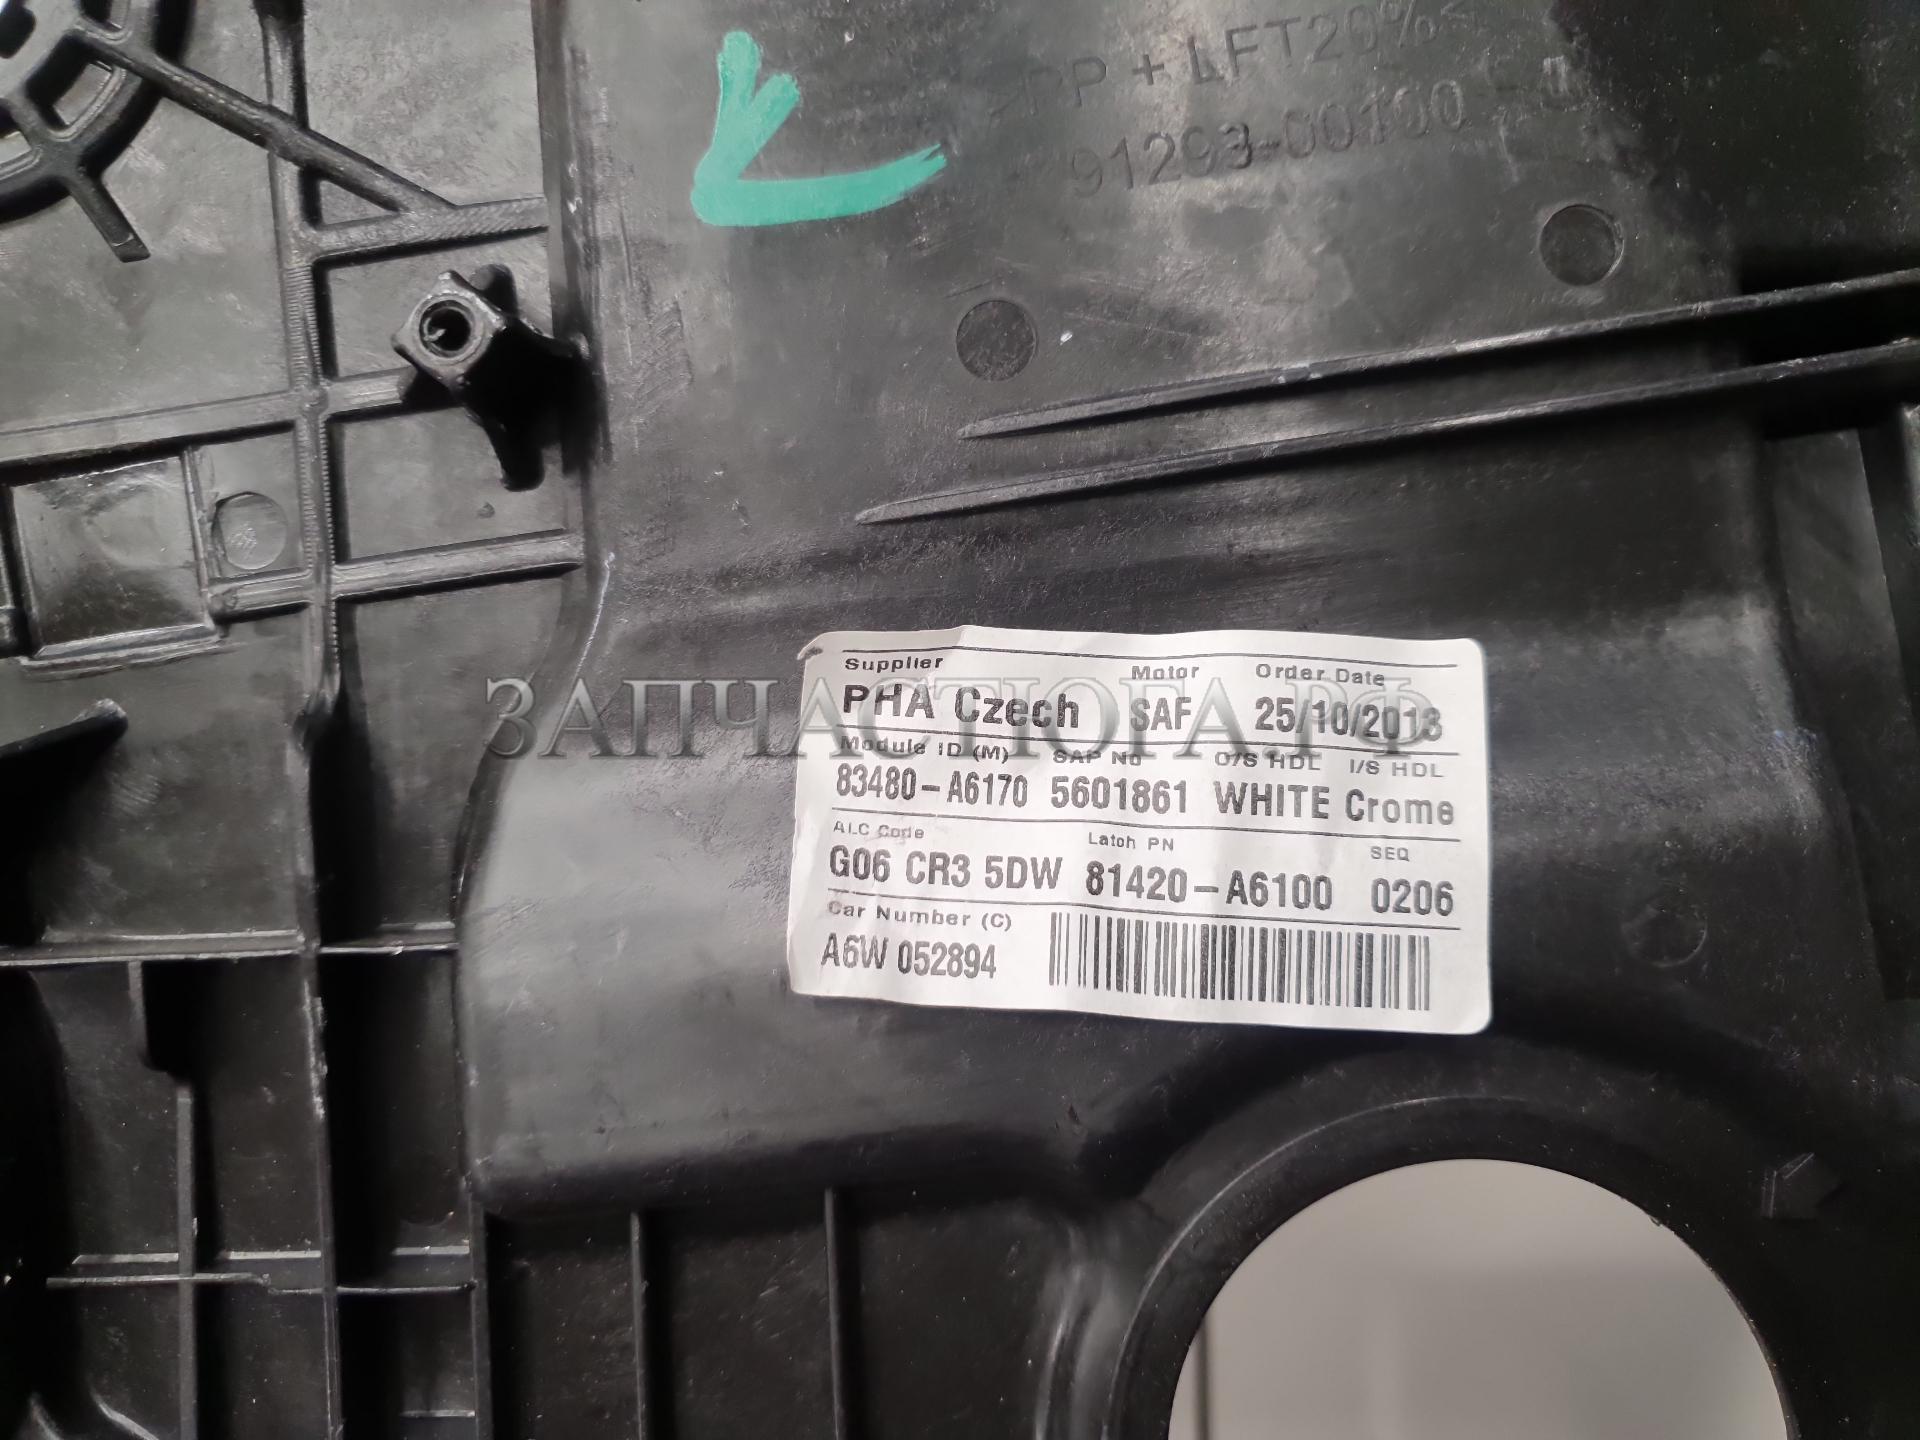 >PP + LFT20%<
91293-00100
Supplier Motor Order Date
PHA Czech SAF 25/10/2013
Module ID (M) SAP No O/S HDL I/S HDL
83480-A6170 5601861 WHITE Crome
ALC Code Latch PN SEQ
G06 CR3 5DW 81420-A6100 0206
Car Number (C)
A6W 052894
ЗАПЧАСТЮГА.РФ